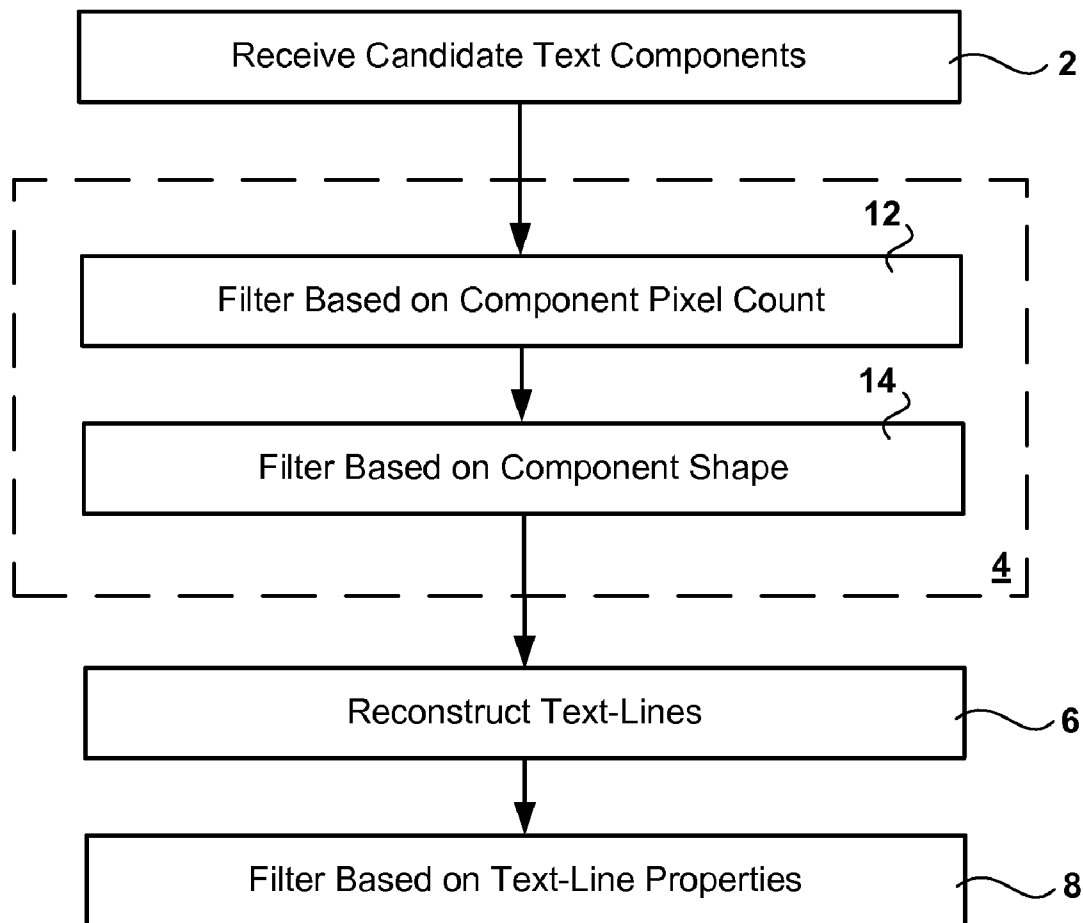 Receive Candidate Text Components
2
12
Filter Based on Component Pixel Count
14
Filter Based on Component Shape
4
Reconstruct Text-Lines
6
Filter Based on Text-Line Properties
8